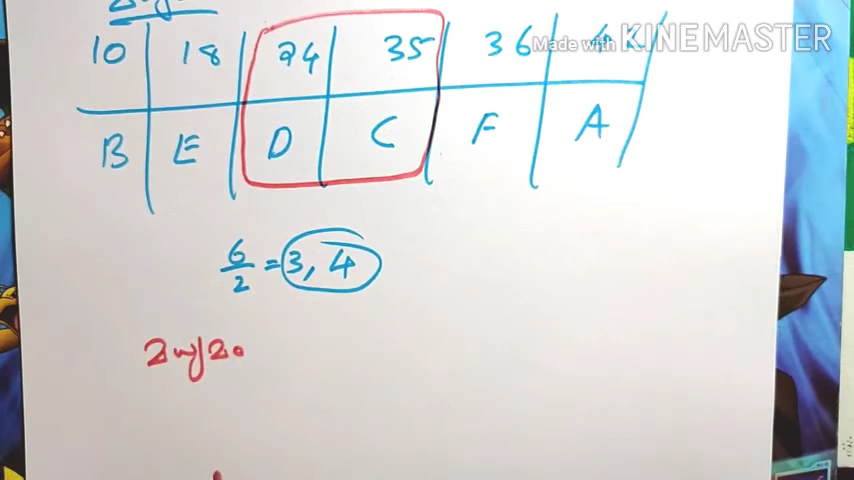 10 18 24 35 36
Made with KINEMASTER
B E D C F A
6/2 = 3, 4